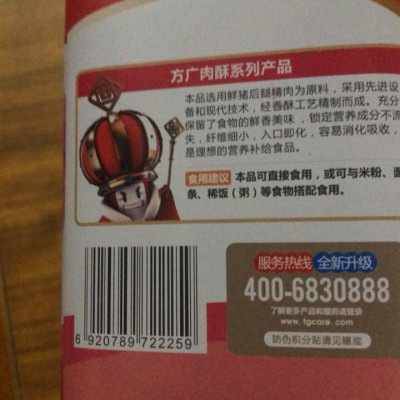 方广肉酥系列产品
本品选用鲜猪后腿精肉为原料，采用先进设
备和现代技术，经香酥工艺精制而成。充分
保留了食物的鲜香美味，锁定营养成分不流
失，纤维细小，入口即化，容易消化吸收，
是理想的营养补给食品。
食用建议 本品可直接食用，或可与米粉、面
条、稀饭（粥）等食物搭配食用。
服务热线 全新升级
400-6830888
了解更多产品和服务请登录
www.fgcare.com
防伪积分贴请见罐底
6 920789 722259